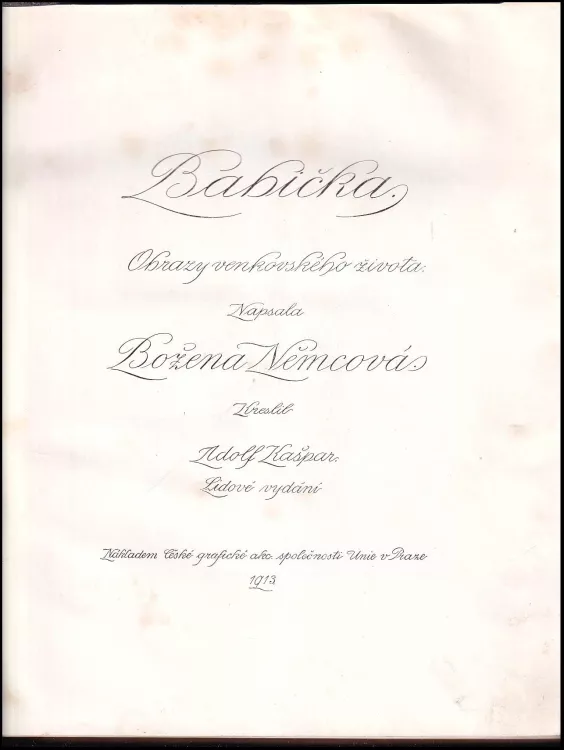 Babička.
Obrazy venkovského života.
Napsala
Božena Němcová.
Kreslil
Adolf Kašpar.
Lidové vydání
Nákladem České grafické akc. společnosti Unie v Praze
1913